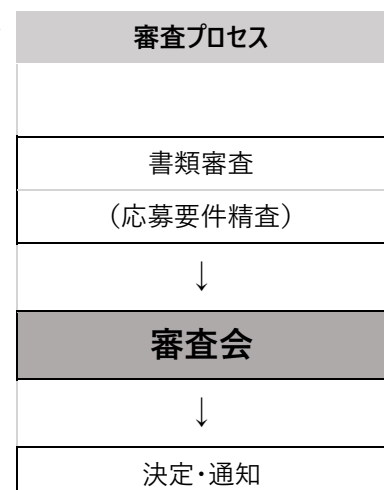 審査プロセス
書類審査
（応募要件精査）
↓
審査会
↓
決定・通知